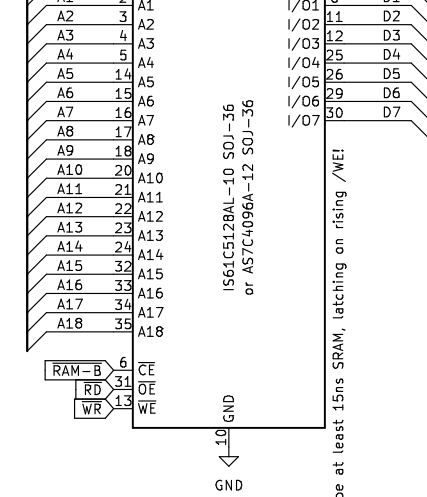 A1 2 A1 I/O1 D1
A2 3 A2 I/O2 11 D2
A3 4 A3 I/O3 12 D3
A4 5 A4 I/O4 25 D4
A5 14 A5 I/O5 26 D5
A6 15 A6 I/O6 29 D6
A7 16 A7 I/O7 30 D7
A8 17 A8
A9 18 A9
A10 20 A10
A11 21 A11
A12 22 A12
A13 23 A13
A14 24 A14
A15 32 A15
A16 33 A16
A17 34 A17
A18 35 A18
IS61C5128AL-10 SOJ-36
or AS7C4096A-12 SOJ-36
be at least 15ns SRAM, latching on rising /WE!
RAM-B 6 CE
RD 31 OE
WR 13 WE
GND
10
GND